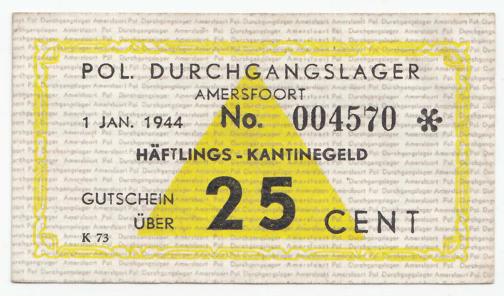 POL. DURCHGANGSLAGER
AMERSFOORT
1 JAN. 1944 No. 004570 *
HÄFTLINGS-KANTINEGELD
GUTSCHEIN
ÜBER 25 CENT
K 73